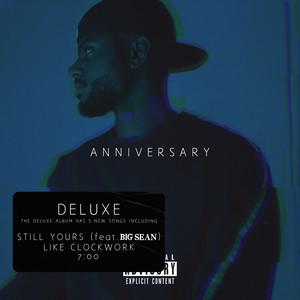 ANNIVERSARY
DELUXE
THE DELUXE ALBUM HAS 5 NEW SONGS INCLUDING
STILL YOURS (feat. BIG SEAN)
LIKE CLOCKWORK
7:00
EXPLICIT CONTENT